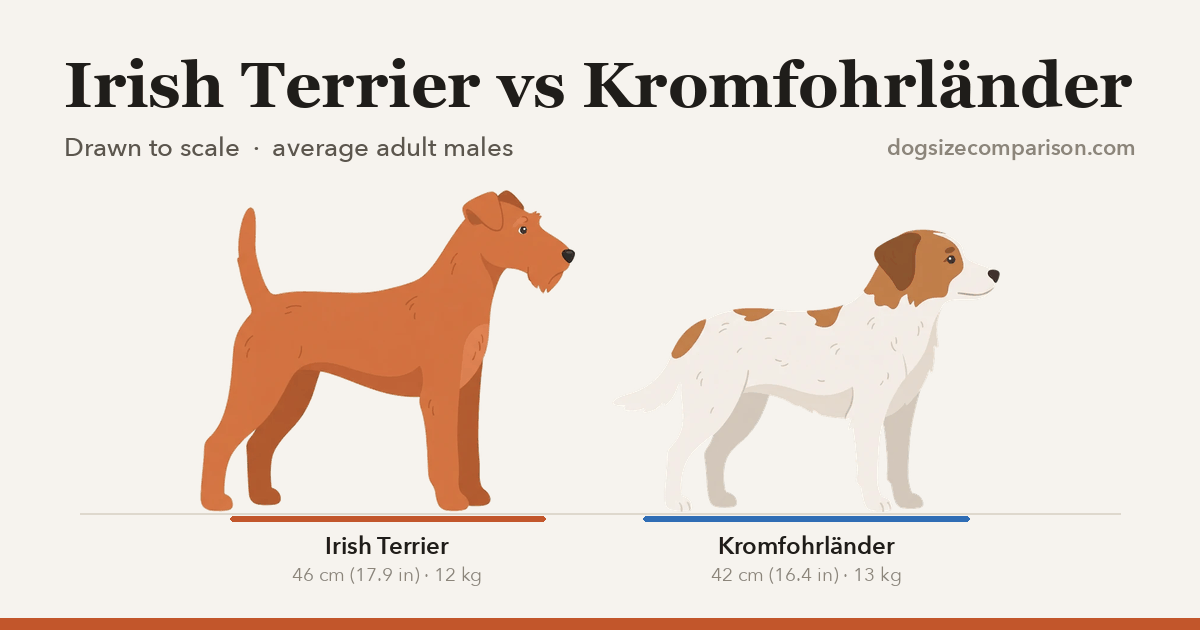 Irish Terrier vs Kromfohrländer
Drawn to scale · average adult males
dogsizecomparison.com
Irish Terrier
46 cm (17.9 in) · 12 kg
Kromfohrländer
42 cm (16.4 in) · 13 kg